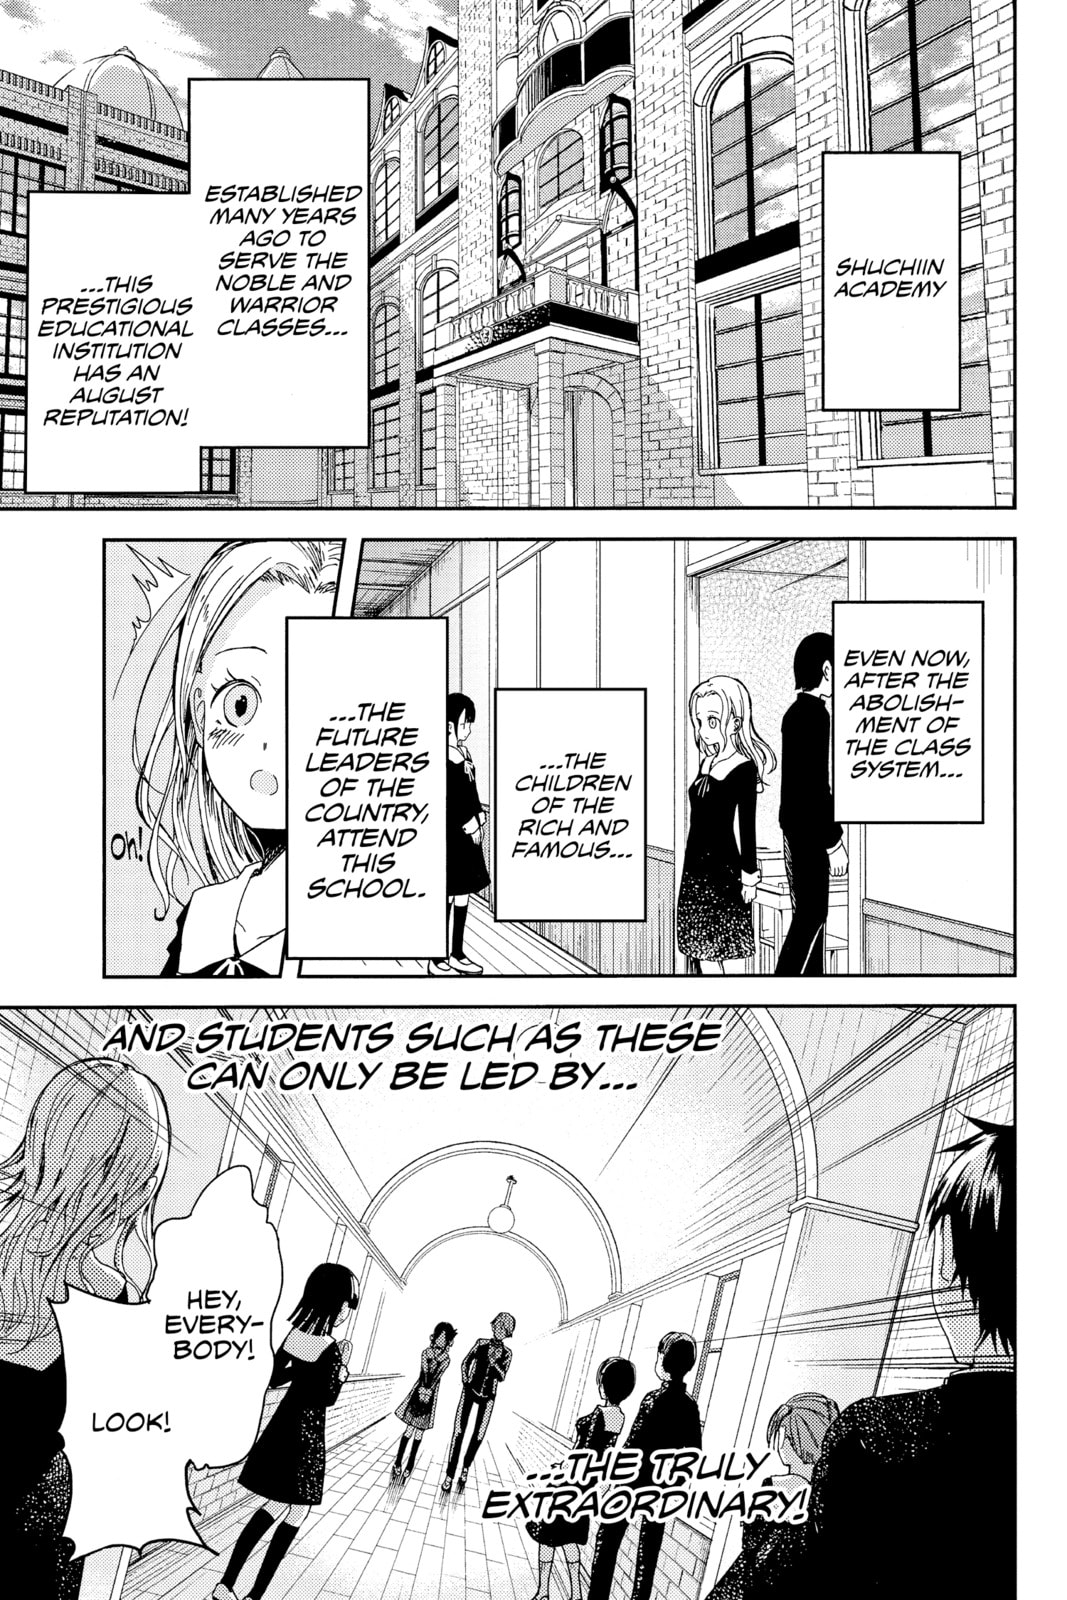 SHUCHIIN
ACADEMY
ESTABLISHED
MANY YEARS
AGO TO
SERVE THE
NOBLE AND
WARRIOR
CLASSES...
...THIS
PRESTIGIOUS
EDUCATIONAL
INSTITUTION
HAS AN
AUGUST
REPUTATION!
EVEN NOW,
AFTER THE
ABOLISH-
MENT OF
THE CLASS
SYSTEM...
...THE
CHILDREN
OF THE
RICH AND
FAMOUS...
...THE
FUTURE
LEADERS
OF THE
COUNTRY,
ATTEND
THIS
SCHOOL.
Oh!
AND STUDENTS SUCH AS THESE
CAN ONLY BE LED BY...
HEY,
EVERY-
BODY!
LOOK!
...THE TRULY
EXTRAORDINARY!